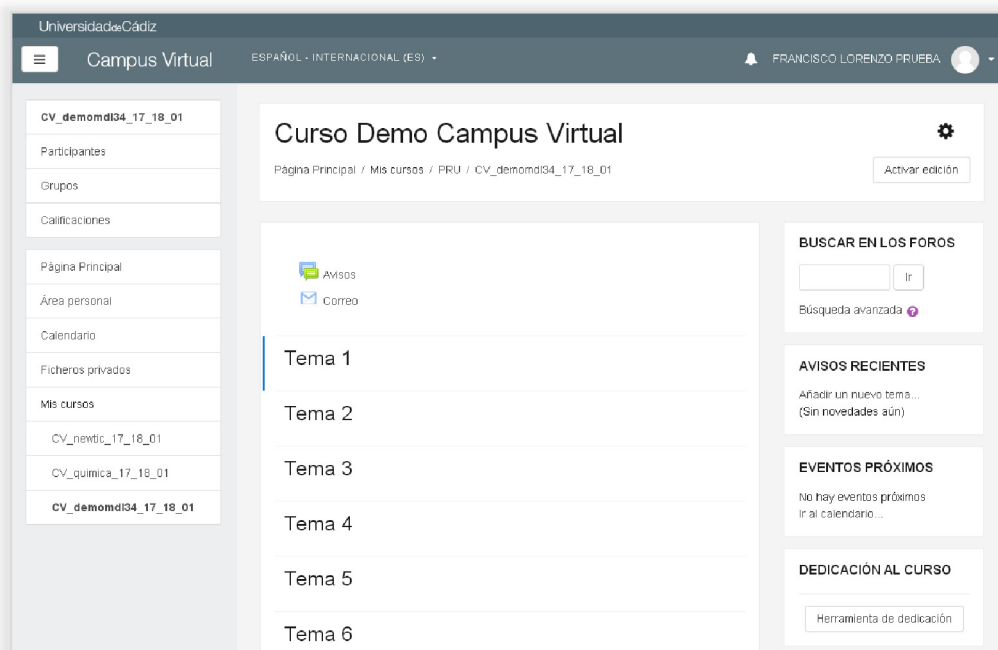 UniversidaddeCádiz
Campus Virtual
ESPAÑOL - INTERNACIONAL (ES)
FRANCISCO LORENZO PRUEBA
CV_demomdl34_17_18_01
Participantes
Grupos
Calificaciones
Página Principal
Área personal
Calendario
Ficheros privados
Mis cursos
CV_newtic_17_18_01
CV_quimica_17_18_01
CV_demomdl34_17_18_01
Curso Demo Campus Virtual
Página Principal / Mis cursos / PRU / CV_demomdl34_17_18_01
Activar edición
Avisos
Correo
Tema 1
Tema 2
Tema 3
Tema 4
Tema 5
Tema 6
BUSCAR EN LOS FOROS
Ir
Búsqueda avanzada ?
AVISOS RECIENTES
Añadir un nuevo tema...
(Sin novedades aún)
EVENTOS PRÓXIMOS
No hay eventos próximos
Ir al calendario...
DEDICACIÓN AL CURSO
Herramienta de dedicación